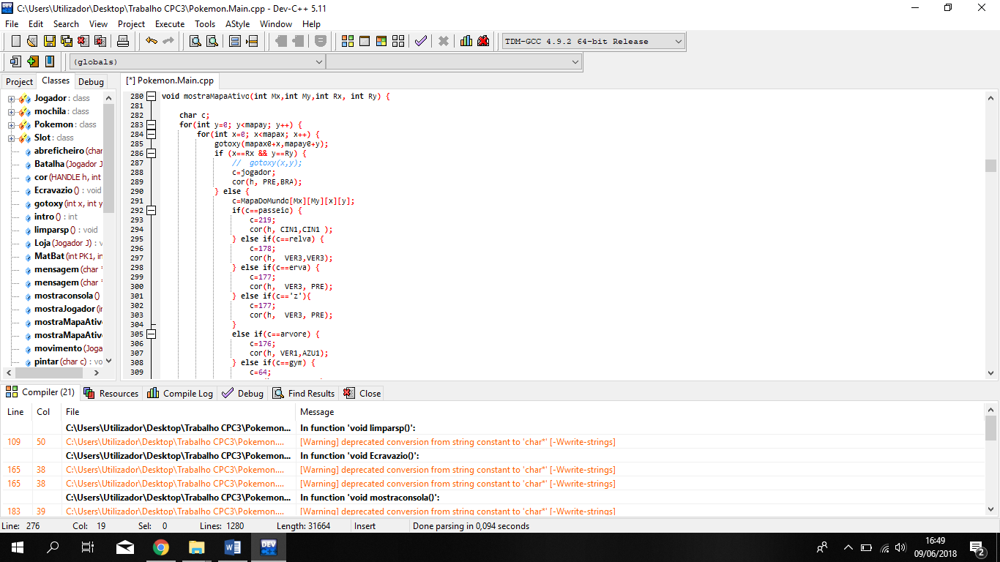 C:\Users\Utilizador\Desktop\Trabalho CPC3\Pokemon.Main.cpp - Dev-C++ 5.11
File Edit Search View Project Execute Tools AStyle Window Help
TDM-GCC 4.9.2 64-bit Release
(globals)
Project Classes Debug
[*] Pokemon.Main.cpp
Jogador : class
mochila : class
Pokemon : class
Slot : class
abreficheiro (char
Batalha (Jogador J
cor (HANDLE h, int
Ecravazio () : void
gotoxy (int x, int y
intro () : int
limparsp () : void
Loja (Jogador J) : v
MatBat (int PK1, in
mensagem (char *
mensagem (char *
mostraconsola ()
mostraJogador (in
mostraMapaAtivo
mostraMapaAtivo
movimento (Joga
pintar (char c) : vo
280 void mostraMapaAtivo(int Mx,int My,int Rx, int Ry) {
281
282 char c;
283 for(int y=0; y<mapay; y++) {
284 for(int x=0; x<mapax; x++) {
285 gotoxy(mapax0+x,mapay0+y);
286 if (x==Rx && y==Ry) {
287 // gotoxy(x,y);
288 c=jogador;
289 cor(h, PRE,BRA);
290 } else {
291 c=MapaDoMundo[Mx][My][x][y];
292 if(c==passeio) {
293 c=219;
294 cor(h, CIN1,CIN1 );
295 } else if(c==relva) {
296 c=178;
297 cor(h, VER3,VER3);
298 } else if(c==erva) {
299 c=177;
300 cor(h, VER3, PRE);
301 } else if(c=='z'){
302 c=177;
303 cor(h, VER3, PRE);
304 }
305 else if(c==arvore) {
306 c=176;
307 cor(h, VER1,AZU1);
308 } else if(c==gym) {
309 c=64;
Compiler (21) Resources Compile Log Debug Find Results Close
Line Col File Message
C:\Users\Utilizador\Desktop\Trabalho CPC3\Pokemon... In function 'void limparsp()':
109 50 C:\Users\Utilizador\Desktop\Trabalho CPC3\Pokemon.... [Warning] deprecated conversion from string constant to 'char*' [-Wwrite-strings]
C:\Users\Utilizador\Desktop\Trabalho CPC3\Pokemon... In function 'void Ecravazio()':
165 38 C:\Users\Utilizador\Desktop\Trabalho CPC3\Pokemon.... [Warning] deprecated conversion from string constant to 'char*' [-Wwrite-strings]
165 38 C:\Users\Utilizador\Desktop\Trabalho CPC3\Pokemon.... [Warning] deprecated conversion from string constant to 'char*' [-Wwrite-strings]
C:\Users\Utilizador\Desktop\Trabalho CPC3\Pokemon... In function 'void mostraconsola()':
183 39 C:\Users\Utilizador\Desktop\Trabalho CPC3\Pokemon.... [Warning] deprecated conversion from string constant to 'char*' [-Wwrite-strings]
Line: 276 Col: 19 Sel: 0 Lines: 1280 Length: 31664 Insert Done parsing in 0,094 seconds
16:49
09/06/2018
2